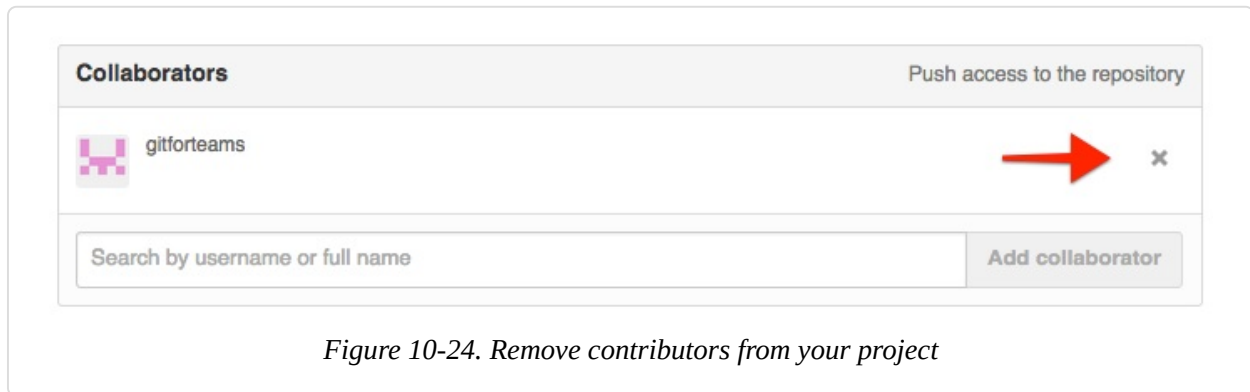 Collaborators Push access to the repository
gitforteams
Search by username or full name Add collaborator
Figure 10-24. Remove contributors from your project